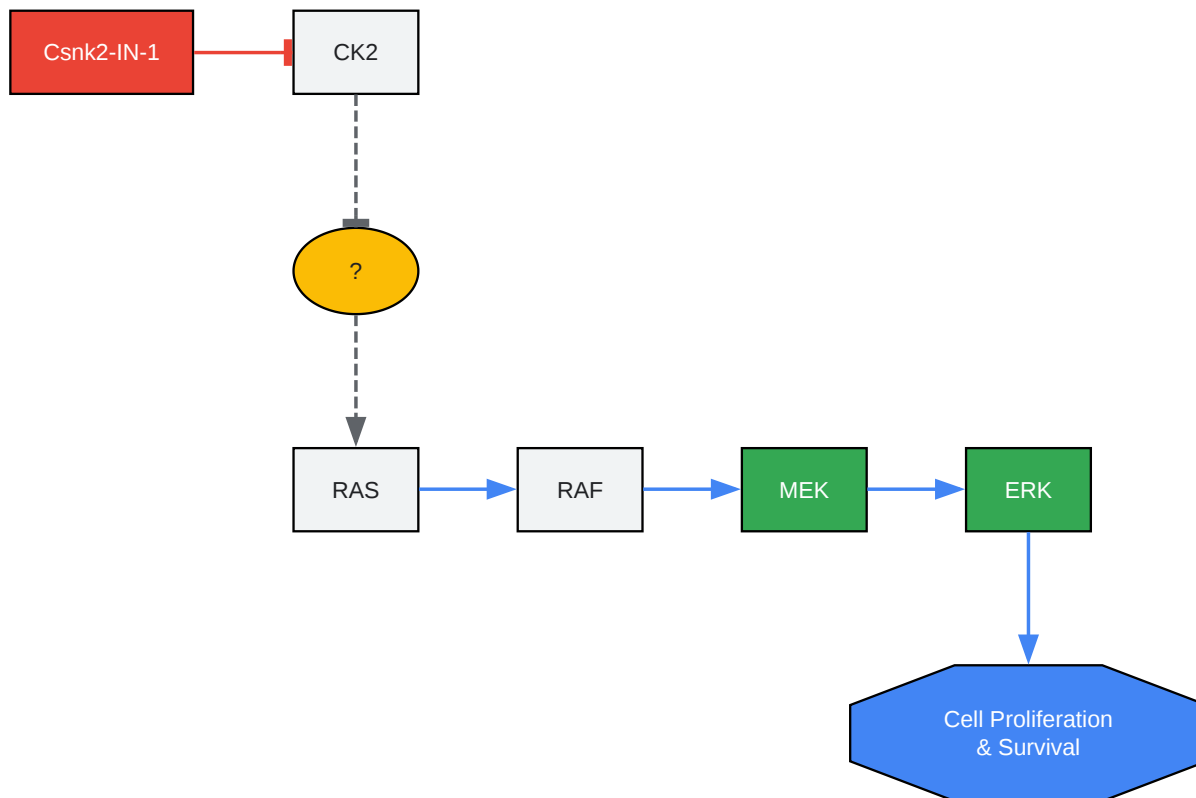 Csnk2-IN-1
CK2
?
RAS
RAF
MEK
ERK
Cell Proliferation
& Survival